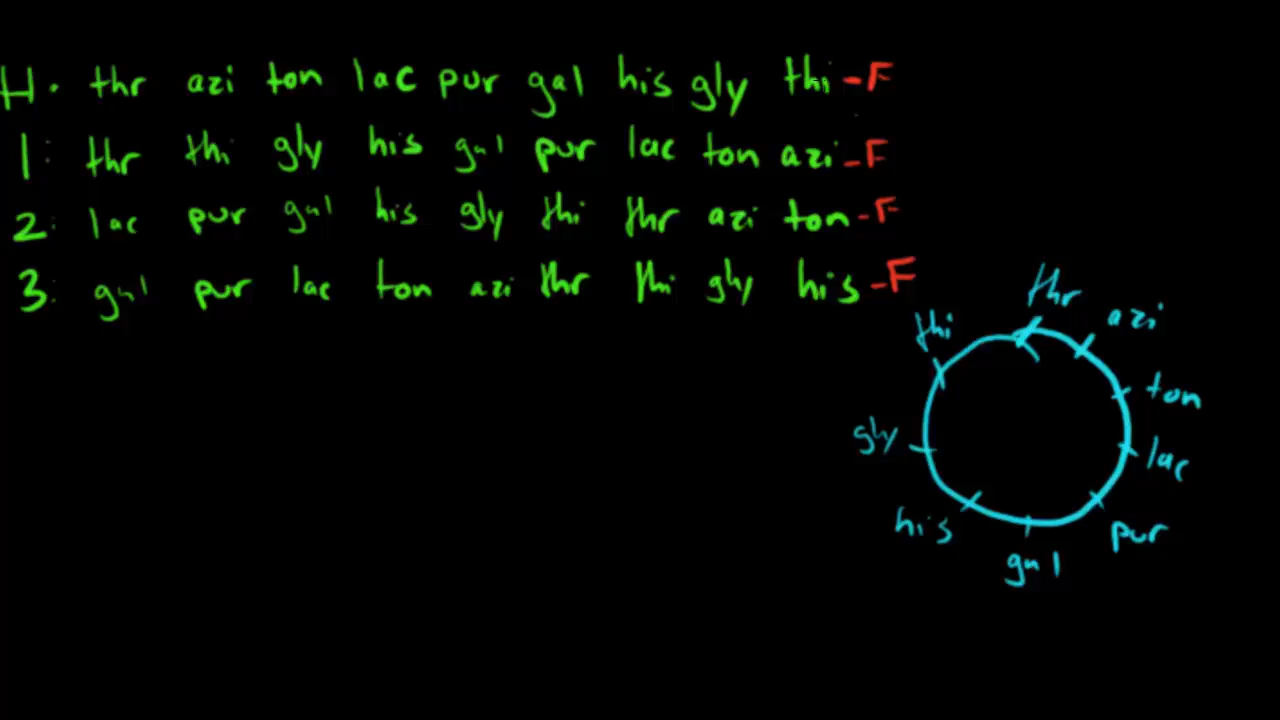 H. thr azi ton lac pur gal his gly thi -F
1: thr thi gly his gal pur lac ton azi -F
2: lac pur gal his gly thi thr azi ton -F
3: gal pur lac ton azi thr thi gly his -F
thr
azi
thi
ton
gly
lac
his
pur
gal